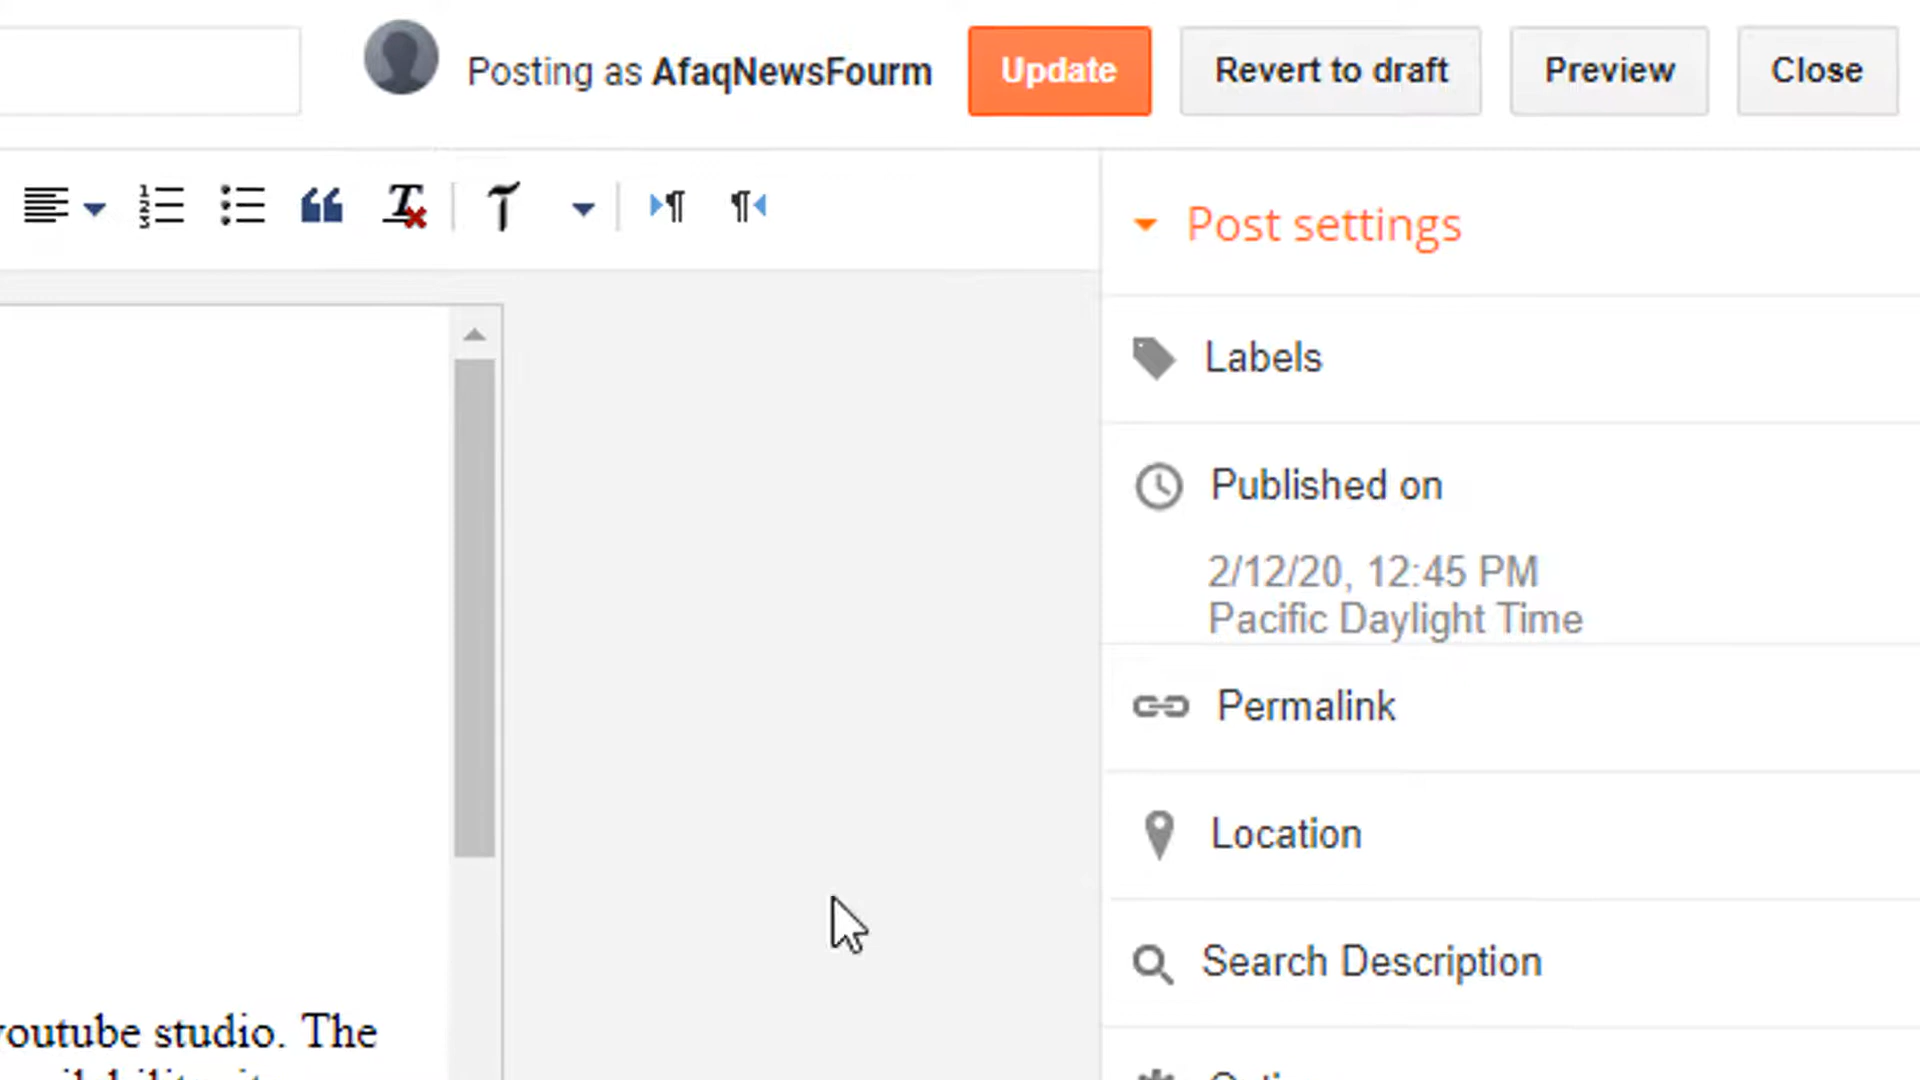 Posting as AfaqNewsFourm
Update
Revert to draft
Preview
Close
Post settings
Labels
Published on
2/12/20, 12:45 PM
Pacific Daylight Time
Permalink
Location
Search Description
youtube studio. The